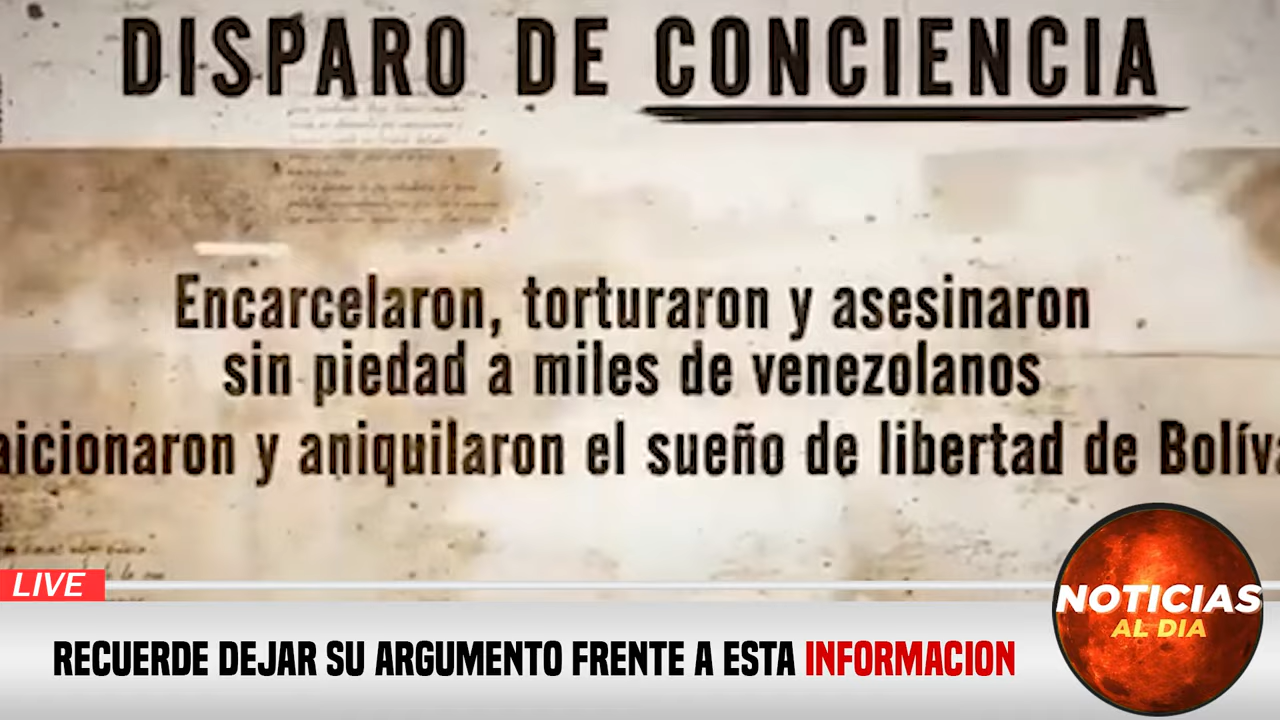 DISPARO DE CONCIENCIA
Encarcelaron, torturaron y asesinaron
sin piedad a miles de venezolanos
aicionaron y aniquilaron el sueño de libertad de Bolíva
LIVE
NOTICIAS
AL DIA
RECUERDE DEJAR SU ARGUMENTO FRENTE A ESTA INFORMACION